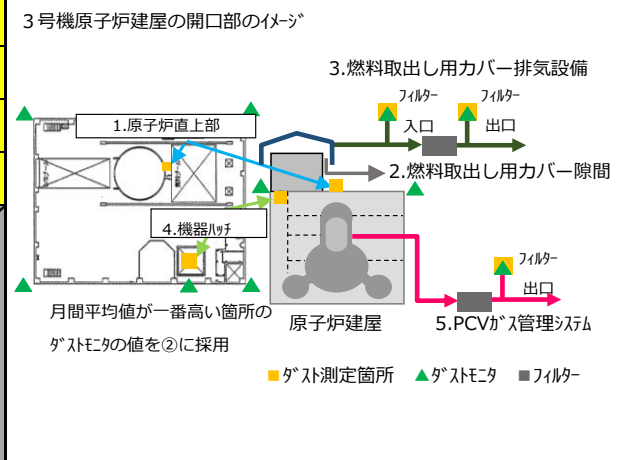 3号機原子炉建屋の開口部のイメージ
3.燃料取出し用カバー排気設備
フィルター
フィルター
1.原子炉直上部
入口
出口
2.燃料取出し用カバー隙間
4.機器ハッチ
フィルター
出口
月間平均値が一番高い箇所の
ダストモニタの値を②に採用
原子炉建屋
5.PCVガス管理システム
■ダスト測定箇所 ▲ダストモニタ ■フィルター